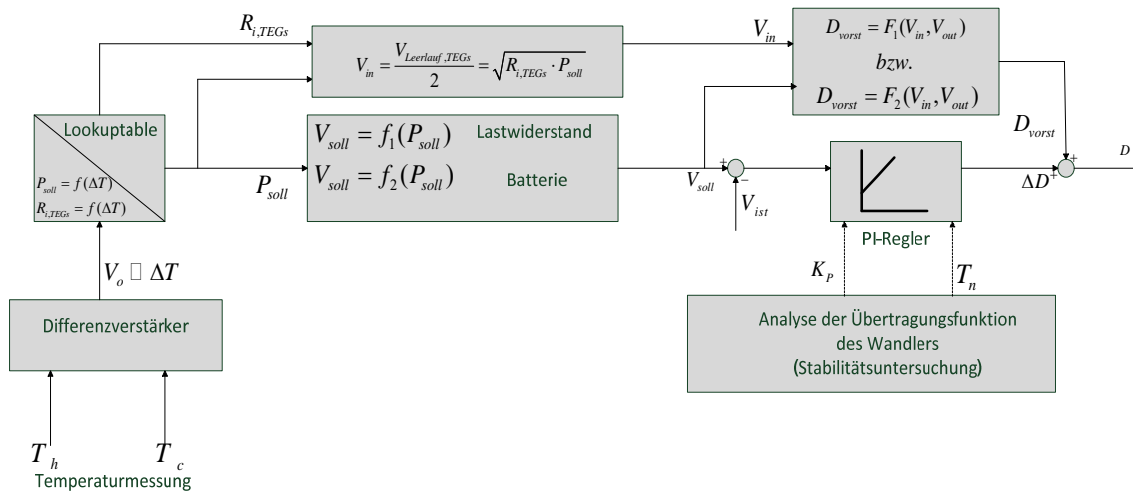 R_{i,TEGs}
V_{in} = \frac{V_{Leerlauf,TEGs}}{2} = \sqrt{R_{i,TEGs} \cdot P_{soll}}
V_{in}
D_{vorst} = F_1(V_{in}, V_{out})
bzw.
D_{vorst} = F_2(V_{in}, V_{out})
Lookuptable
P_{soll} = f(ΔT)
R_{i,TEGs} = f(ΔT)
P_{soll}
V_{soll} = f_1(P_{soll}) Lastwiderstand
V_{soll} = f_2(P_{soll}) Batterie
V_{soll}
+
−
V_{ist}
PI-Regler
D_{vorst}
ΔD
+
+
D
V_o □ ΔT
K_P
T_n
Differenzverstärker
Analyse der Übertragungsfunktion
des Wandlers
(Stabilitätsuntersuchung)
T_h
T_c
Temperaturmessung